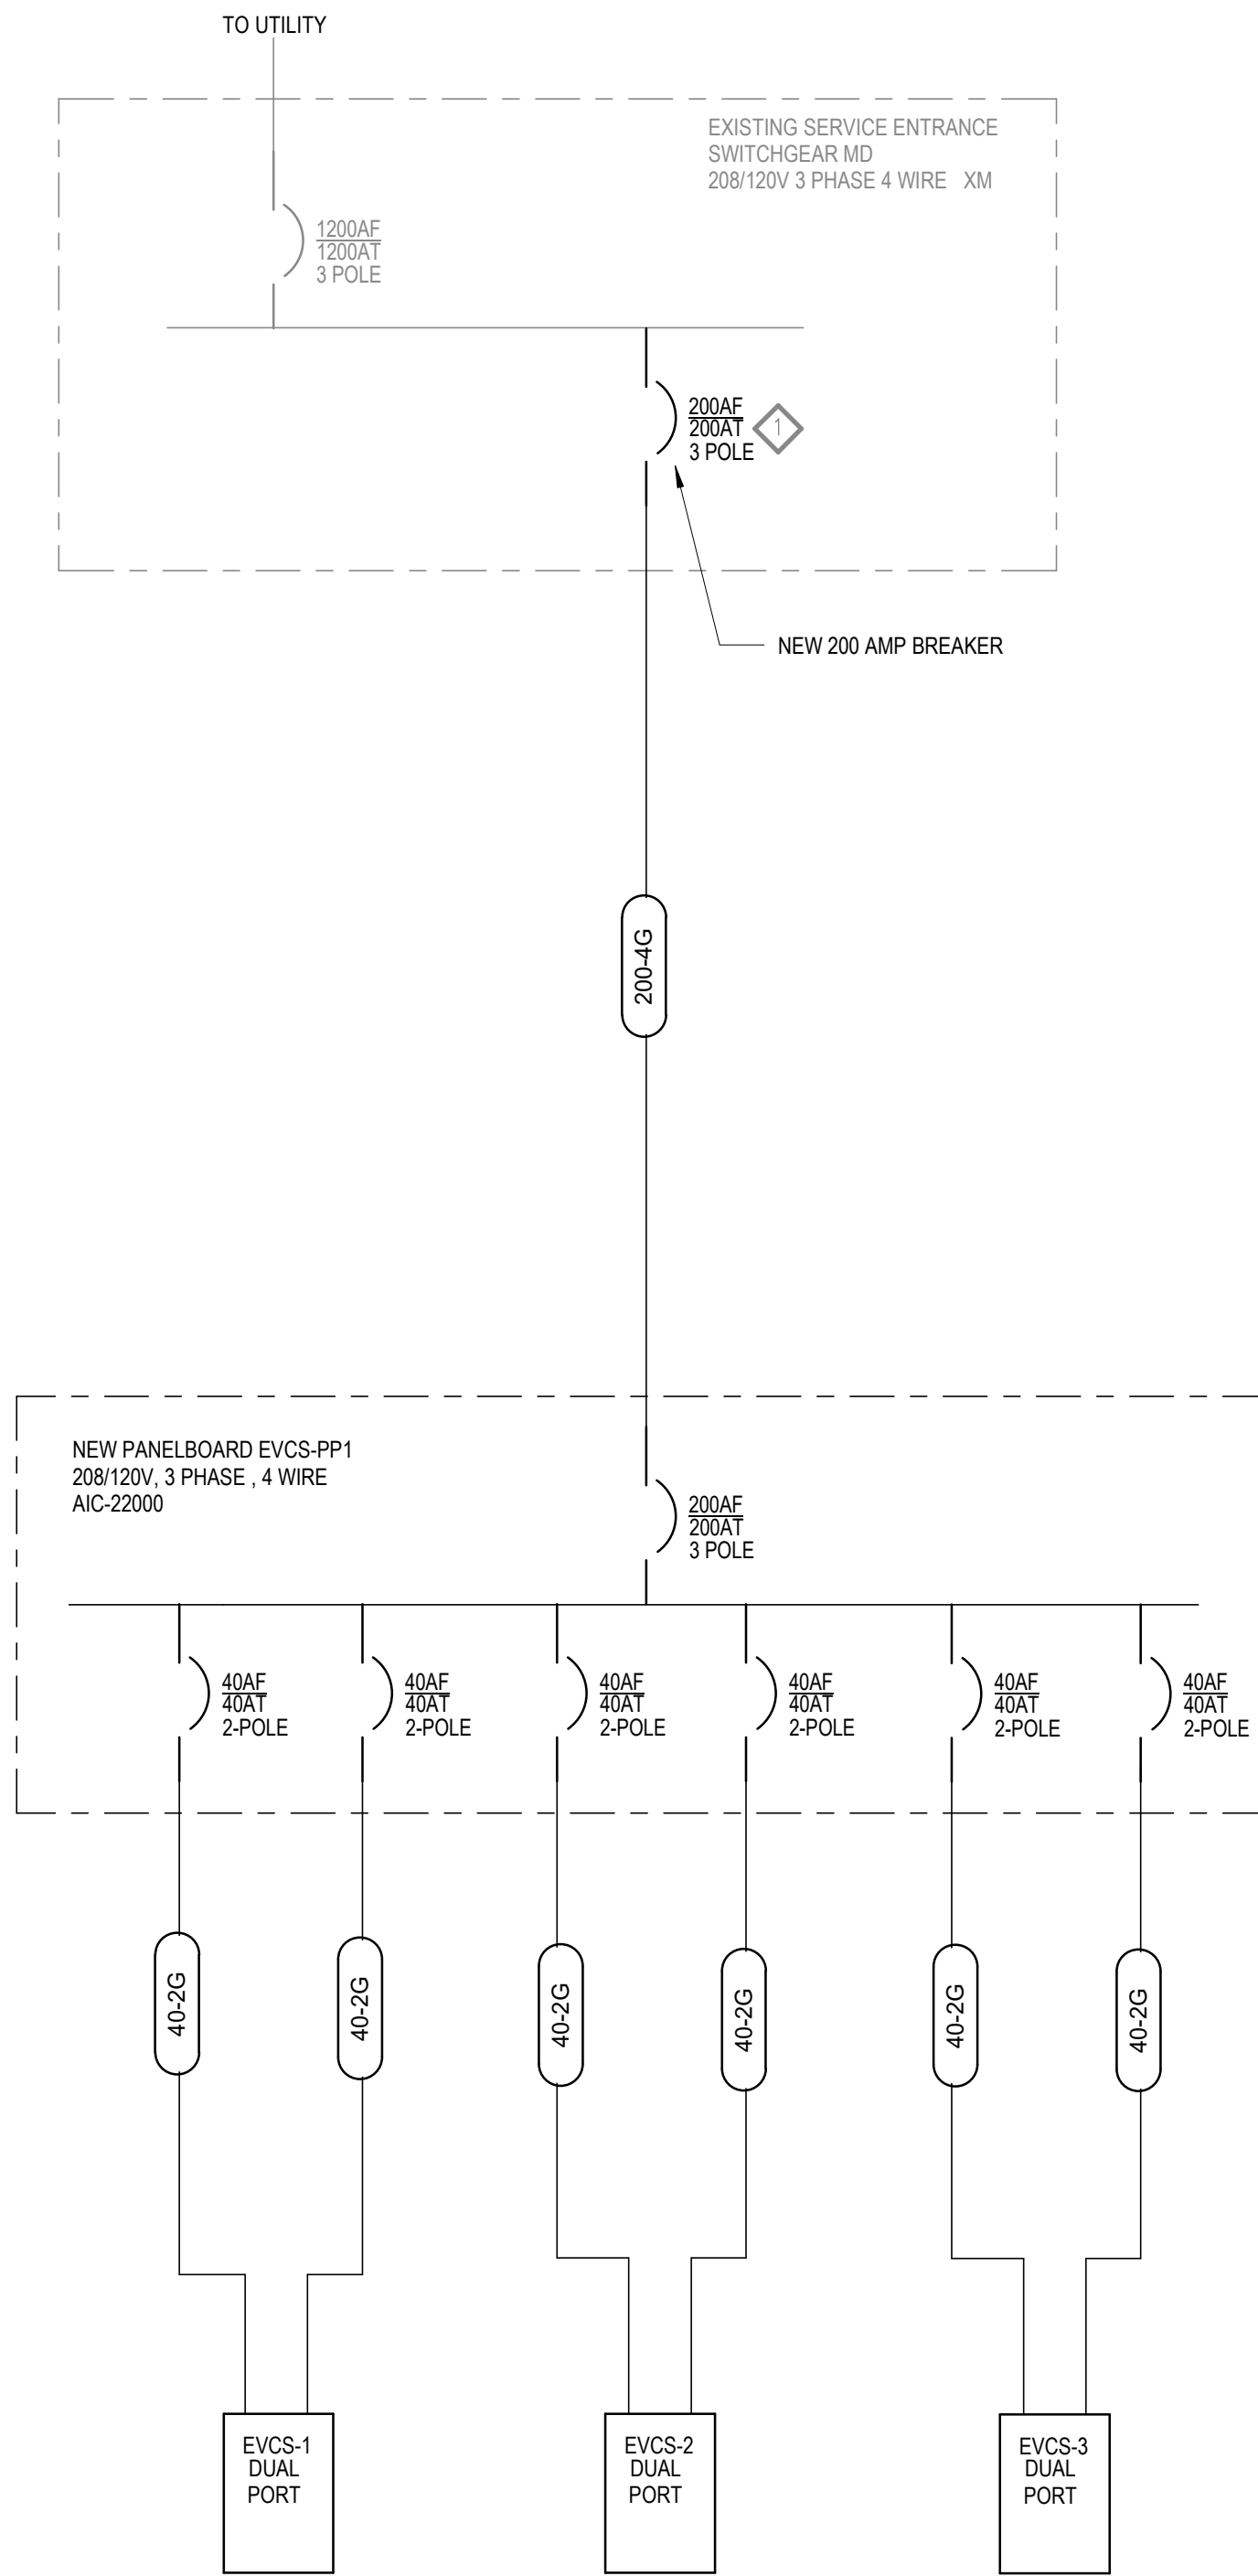 TO UTILITY
EXISTING SERVICE ENTRANCE
SWITCHGEAR MD
208/120V 3 PHASE 4 WIRE XM
1200AF
1200AT
3 POLE
200AF
200AT
3 POLE
1
NEW 200 AMP BREAKER
200-4G
NEW PANELBOARD EVCS-PP1
208/120V, 3 PHASE , 4 WIRE
AIC-22000
200AF
200AT
3 POLE
40AF
40AT
2-POLE
40AF
40AT
2-POLE
40AF
40AT
2-POLE
40AF
40AT
2-POLE
40AF
40AT
2-POLE
40AF
40AT
2-POLE
40-2G
40-2G
40-2G
40-2G
40-2G
40-2G
EVCS-1
DUAL
PORT
EVCS-2
DUAL
PORT
EVCS-3
DUAL
PORT